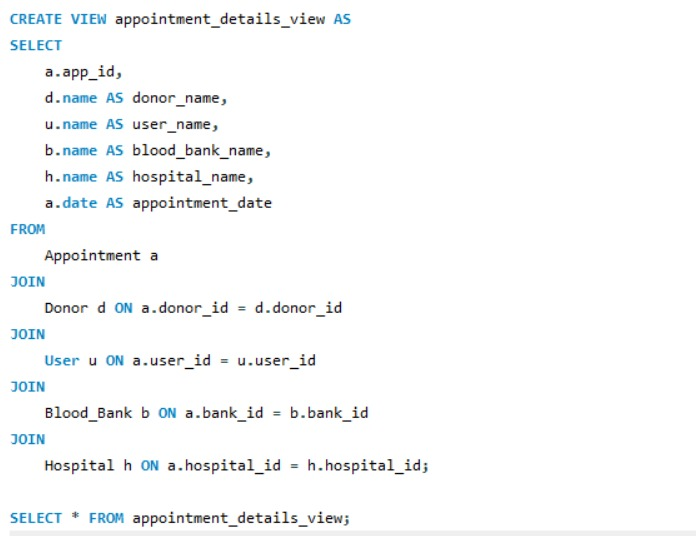 CREATE VIEW appointment_details_view AS
SELECT
    a.app_id,
    d.name AS donor_name,
    u.name AS user_name,
    b.name AS blood_bank_name,
    h.name AS hospital_name,
    a.date AS appointment_date
FROM
    Appointment a
JOIN
    Donor d ON a.donor_id = d.donor_id
JOIN
    User u ON a.user_id = u.user_id
JOIN
    Blood_Bank b ON a.bank_id = b.bank_id
JOIN
    Hospital h ON a.hospital_id = h.hospital_id;

SELECT * FROM appointment_details_view;